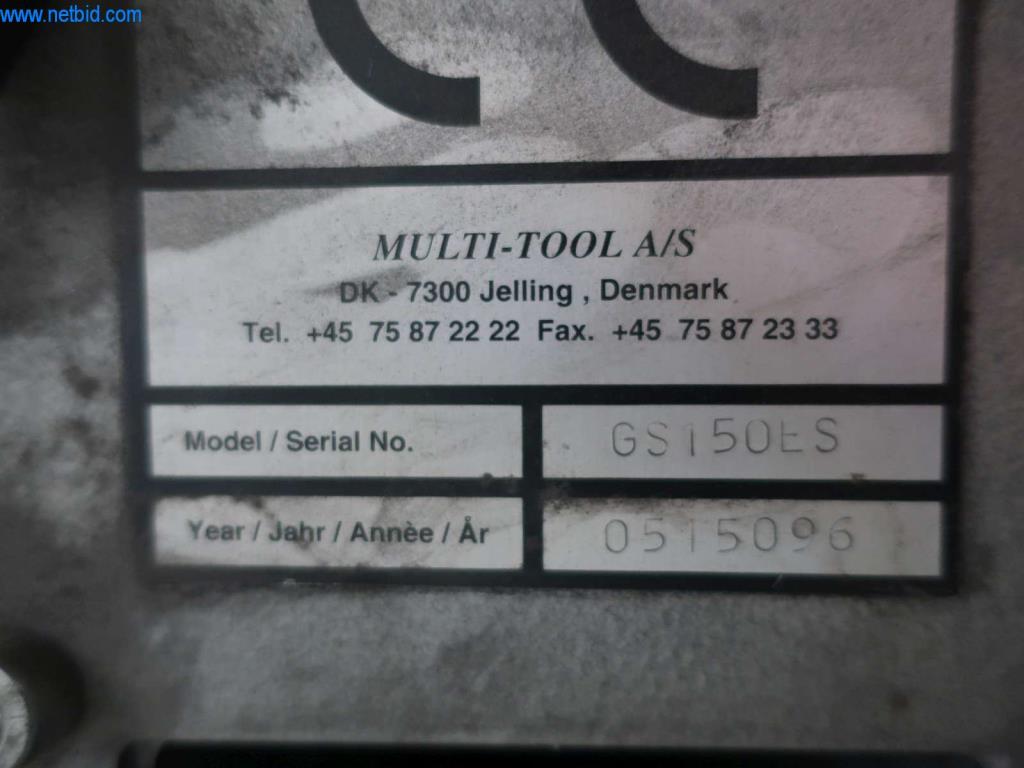 www.netbid.com
CE
MULTI-TOOL A/S
DK - 7300 Jelling , Denmark
Tel. +45 75 87 22 22 Fax. +45 75 87 23 33
Model / Serial No. GS150ES
Year / Jahr / Annèe / År 0515096